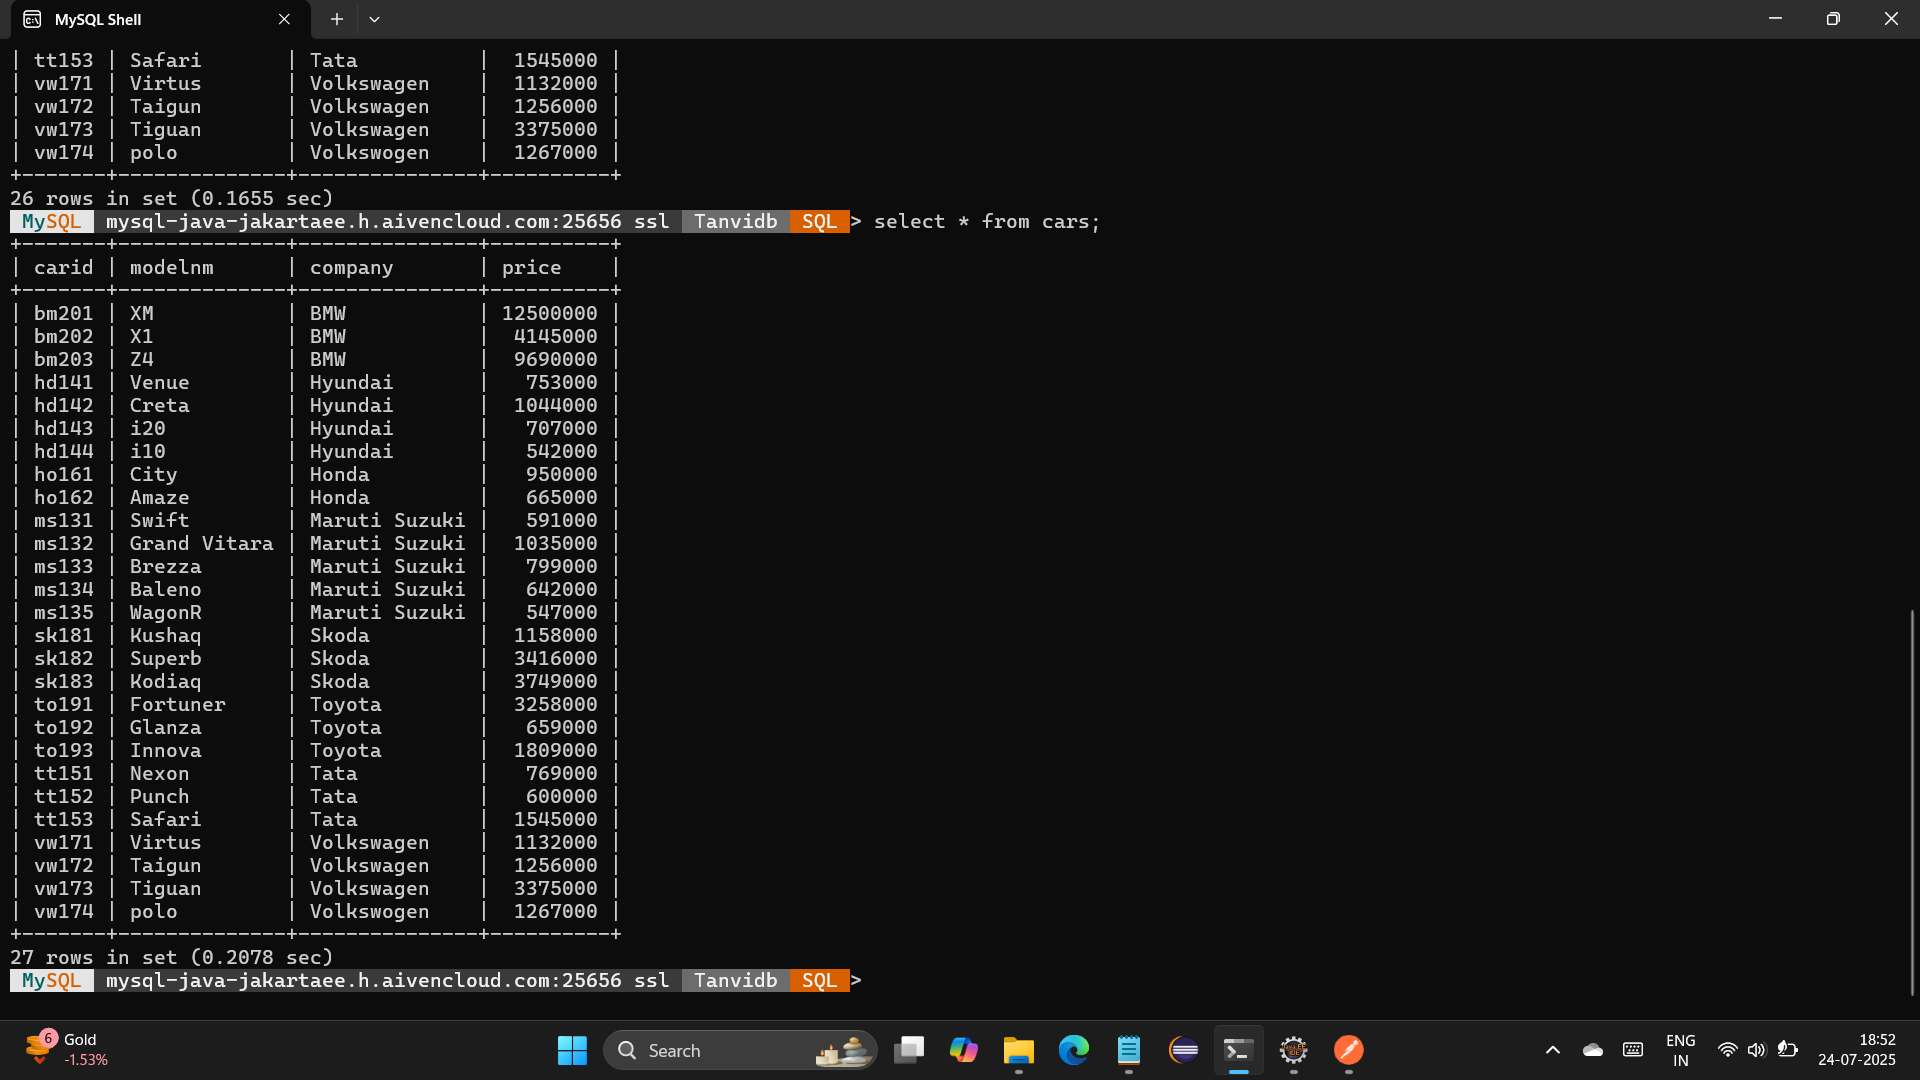 MySQL Shell
| tt153 | Safari       | Tata          |  1545000 |
| vw171 | Virtus       | Volkswagen    |  1132000 |
| vw172 | Taigun       | Volkswagen    |  1256000 |
| vw173 | Tiguan       | Volkswagen    |  3375000 |
| vw174 | polo         | Volkswogen    |  1267000 |
+-------+--------------+---------------+----------+
26 rows in set (0.1655 sec)
MySQL mysql-java-jakartaee.h.aivencloud.com:25656 ssl Tanvidb SQL > select * from cars;
+-------+--------------+---------------+----------+
| carid | modelnm      | company       | price    |
+-------+--------------+---------------+----------+
| bm201 | XM           | BMW           | 12500000 |
| bm202 | X1           | BMW           |  4145000 |
| bm203 | Z4           | BMW           |  9690000 |
| hd141 | Venue        | Hyundai       |   753000 |
| hd142 | Creta        | Hyundai       |  1044000 |
| hd143 | i20          | Hyundai       |   707000 |
| hd144 | i10          | Hyundai       |   542000 |
| ho161 | City         | Honda         |   950000 |
| ho162 | Amaze        | Honda         |   665000 |
| ms131 | Swift        | Maruti Suzuki |   591000 |
| ms132 | Grand Vitara | Maruti Suzuki |  1035000 |
| ms133 | Brezza       | Maruti Suzuki |   799000 |
| ms134 | Baleno       | Maruti Suzuki |   642000 |
| ms135 | WagonR       | Maruti Suzuki |   547000 |
| sk181 | Kushaq       | Skoda         |  1158000 |
| sk182 | Superb       | Skoda         |  3416000 |
| sk183 | Kodiaq       | Skoda         |  3749000 |
| to191 | Fortuner     | Toyota        |  3258000 |
| to192 | Glanza       | Toyota        |   659000 |
| to193 | Innova       | Toyota        |  1809000 |
| tt151 | Nexon        | Tata          |   769000 |
| tt152 | Punch        | Tata          |   600000 |
| tt153 | Safari       | Tata          |  1545000 |
| vw171 | Virtus       | Volkswagen    |  1132000 |
| vw172 | Taigun       | Volkswagen    |  1256000 |
| vw173 | Tiguan       | Volkswagen    |  3375000 |
| vw174 | polo         | Volkswogen    |  1267000 |
+-------+--------------+---------------+----------+
27 rows in set (0.2078 sec)
MySQL mysql-java-jakartaee.h.aivencloud.com:25656 ssl Tanvidb SQL >
6
Gold
-1.53%
Search
ENG
IN
18:52
24-07-2025